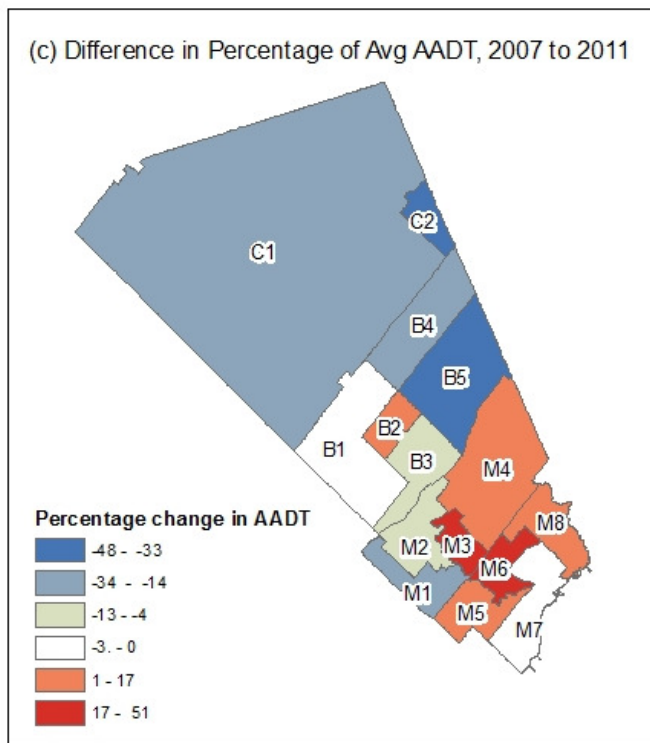 (c) Difference in Percentage of Avg AADT, 2007 to 2011
C2
C1
B4
B5
B2
B1
B3
M4
M8
M3
M2
M6
M1
M5
M7
Percentage change in AADT
-48 - -33
-34 - -14
-13 --4
-3. - 0
1 - 17
17 - 51